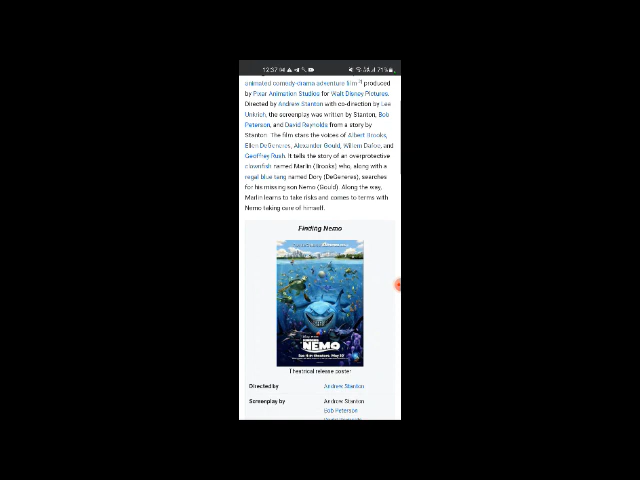 12:37
71%
animated comedy-drama adventure film produced
by Pixar Animation Studios for Walt Disney Pictures.
Directed by Andrew Stanton with co-direction by Lee
Unkrich, the screenplay was written by Stanton, Bob
Peterson, and David Reynolds from a story by
Stanton. The film stars the voices of Albert Brooks,
Ellen DeGeneres, Alexander Gould, Willem Dafoe, and
Geoffrey Rush. It tells the story of an overprotective
clownfish named Marlin (Brooks) who, along with a
regal blue tang named Dory (DeGeneres), searches
for his missing son Nemo (Gould). Along the way,
Marlin learns to take risks and comes to terms with
Nemo taking care of himself.
Finding Nemo
NEMO
Theatrical release poster
Directed by Andrew Stanton
Screenplay by Andrew Stanton
Bob Peterson